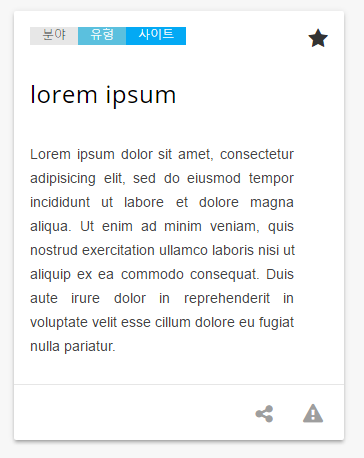 분야 유형 사이트
lorem ipsum
Lorem ipsum dolor sit amet, consectetur
adipisicing elit, sed do eiusmod tempor
incididunt ut labore et dolore magna
aliqua. Ut enim ad minim veniam, quis
nostrud exercitation ullamco laboris nisi ut
aliquip ex ea commodo consequat. Duis
aute irure dolor in reprehenderit in
voluptate velit esse cillum dolore eu fugiat
nulla pariatur.